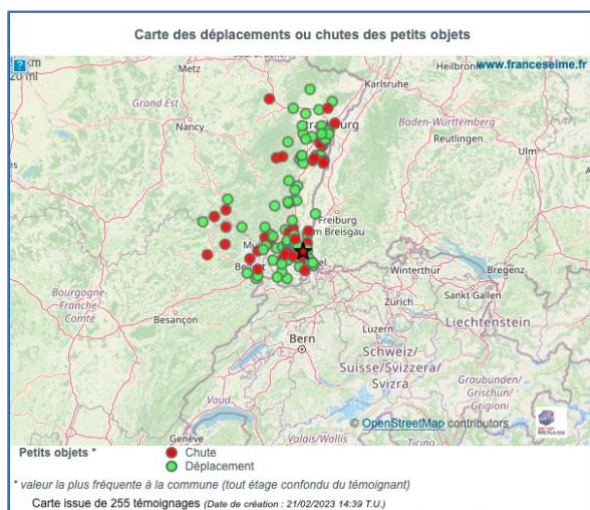 Carte des déplacements ou chutes des petits objets
km
20 mi
?
www.franceseisme.fr
Karlsruhe
Heilbronn
Metz
Grand Est
Nancy
Baden-Württemberg
Reutlingen
Ulm
Freiburg
im Breisgau
Bourgogne-
Franche-
Comté
Besançon
Winterthur
Bregenz
Zürich
Sankt Gallen
Liechtenstein
Luzern
Bern
Schweiz/
Suisse/Svizzera/
Svizra
Graubünden/
Grischun/
Grigioni
Vaud
Genève
Valais/Wallis
Ticino
© OpenStreetMap contributors
Petits objets *
Chute
Déplacement
* valeur la plus fréquente à la commune (tout étage confondu du témoignant)
Carte issue de 255 témoignages (Date de création : 21/02/2023 14:39 T.U.)